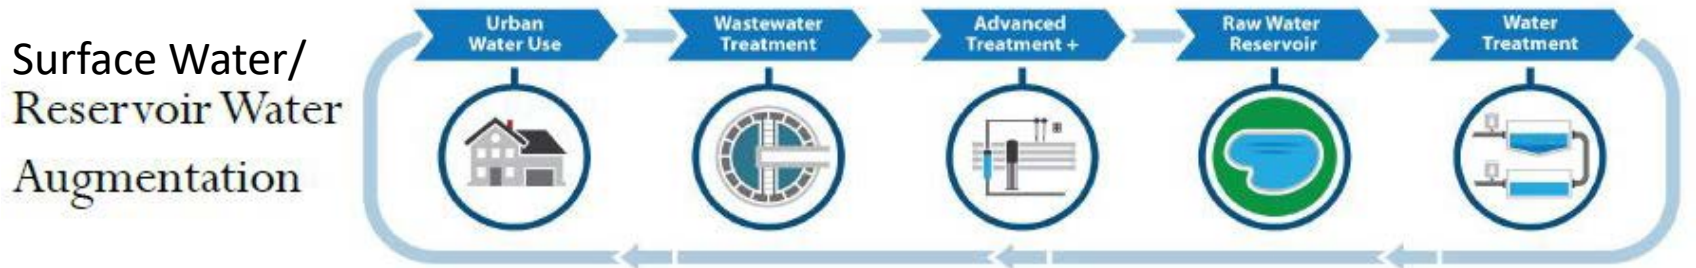 Surface Water/
Reservoir Water
Augmentation
Urban
Water Use
Wastewater
Treatment
Advanced
Treatment +
Raw Water
Reservoir
Water
Treatment